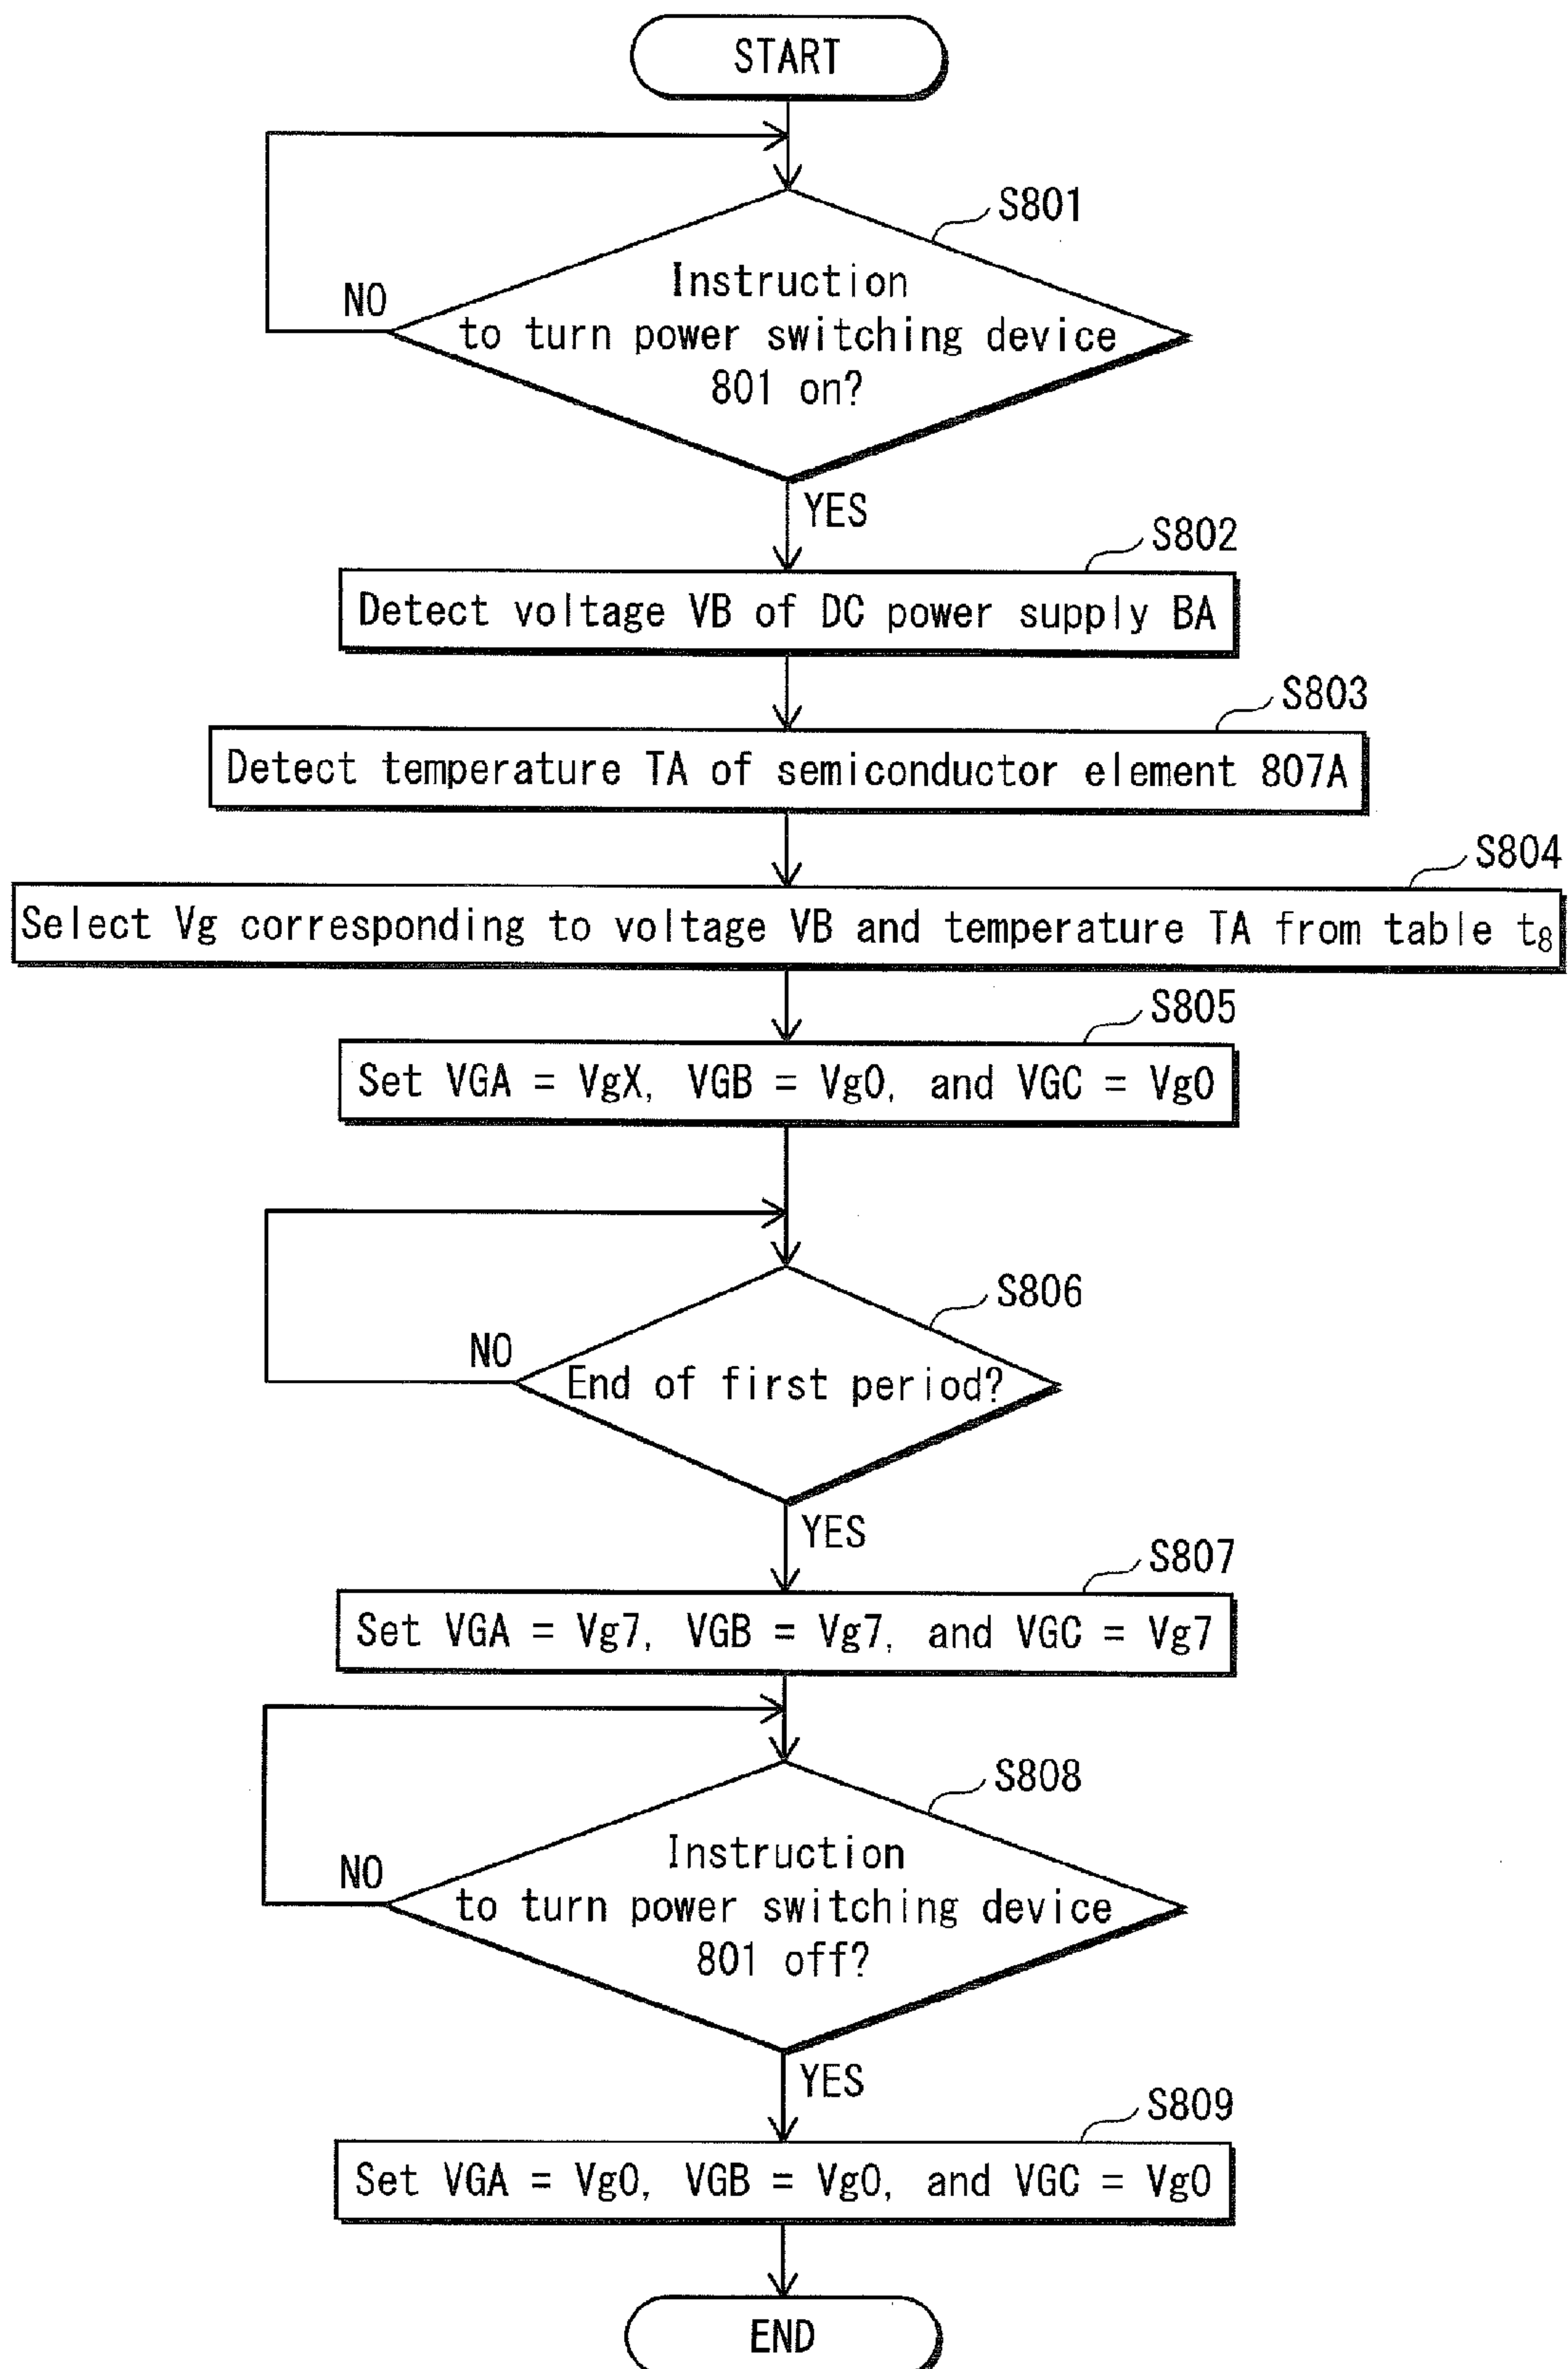 START
S801
Instruction
to turn power switching device
801 on?
NO
YES
S802
Detect voltage VB of DC power supply BA
S803
Detect temperature TA of semiconductor element 807A
S804
Select Vg corresponding to voltage VB and temperature TA from table t₈
S805
Set VGA = VgX, VGB = Vg0, and VGC = Vg0
S806
NO
End of first period?
YES
S807
Set VGA = Vg7, VGB = Vg7, and VGC = Vg7
S808
Instruction
NO
to turn power switching device
801 off?
YES
S809
Set VGA = Vg0, VGB = Vg0, and VGC = Vg0
END